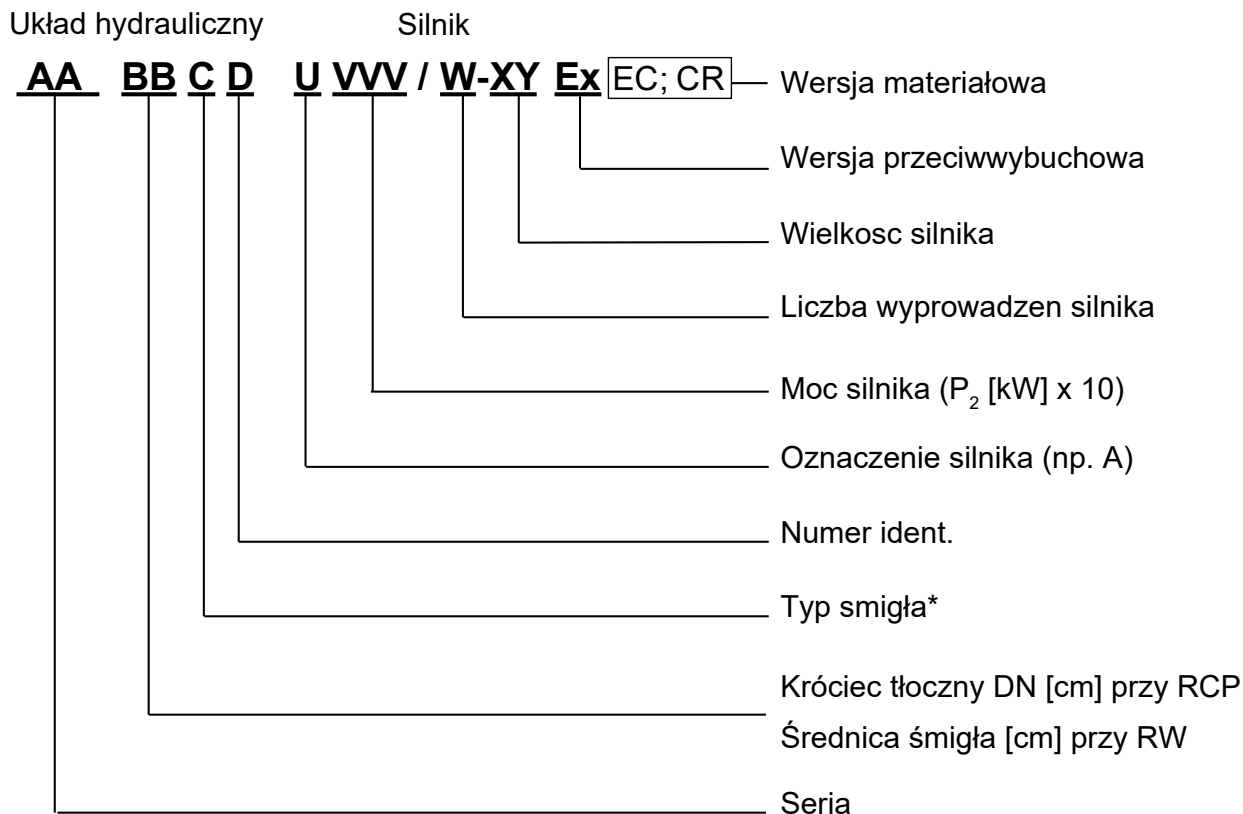 Układ hydrauliczny Silnik
AA BB C D U VVV / W-XY Ex EC; CR Wersja materiałowa
Wersja przeciwwybuchowa
Wielkosc silnika
Liczba wyprowadzen silnika
Moc silnika (P₂ [kW] x 10)
Oznaczenie silnika (np. A)
Numer ident.
Typ smigła*
Króciec tłoczny DN [cm] przy RCP
Średnica śmigła [cm] przy RW
Seria